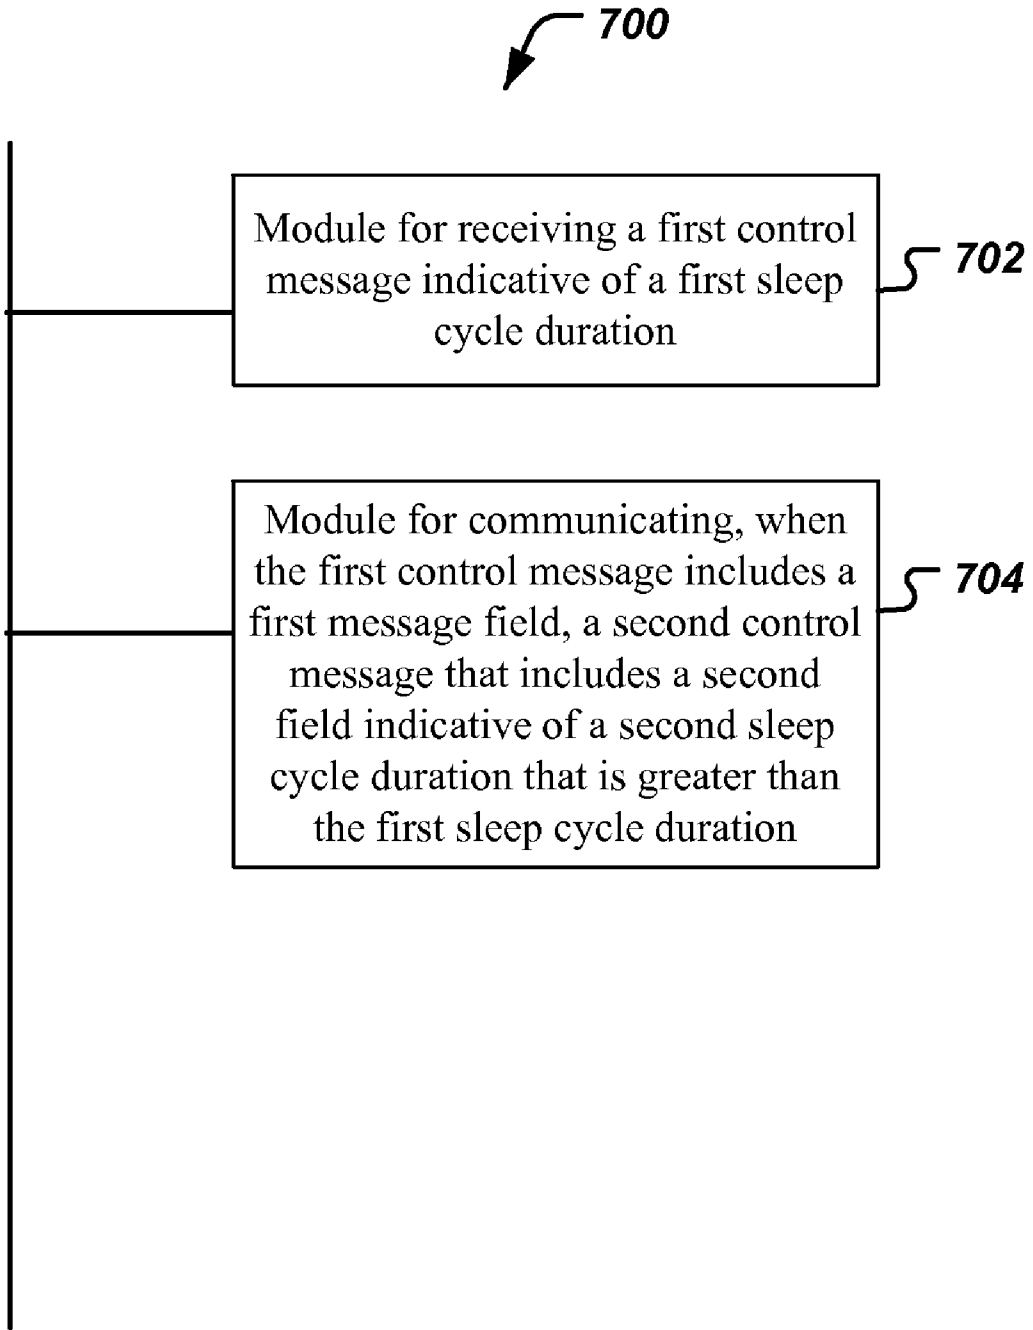 700
Module for receiving a first control
message indicative of a first sleep
cycle duration
702
Module for communicating, when
the first control message includes a
first message field, a second control
message that includes a second
field indicative of a second sleep
cycle duration that is greater than
the first sleep cycle duration
704